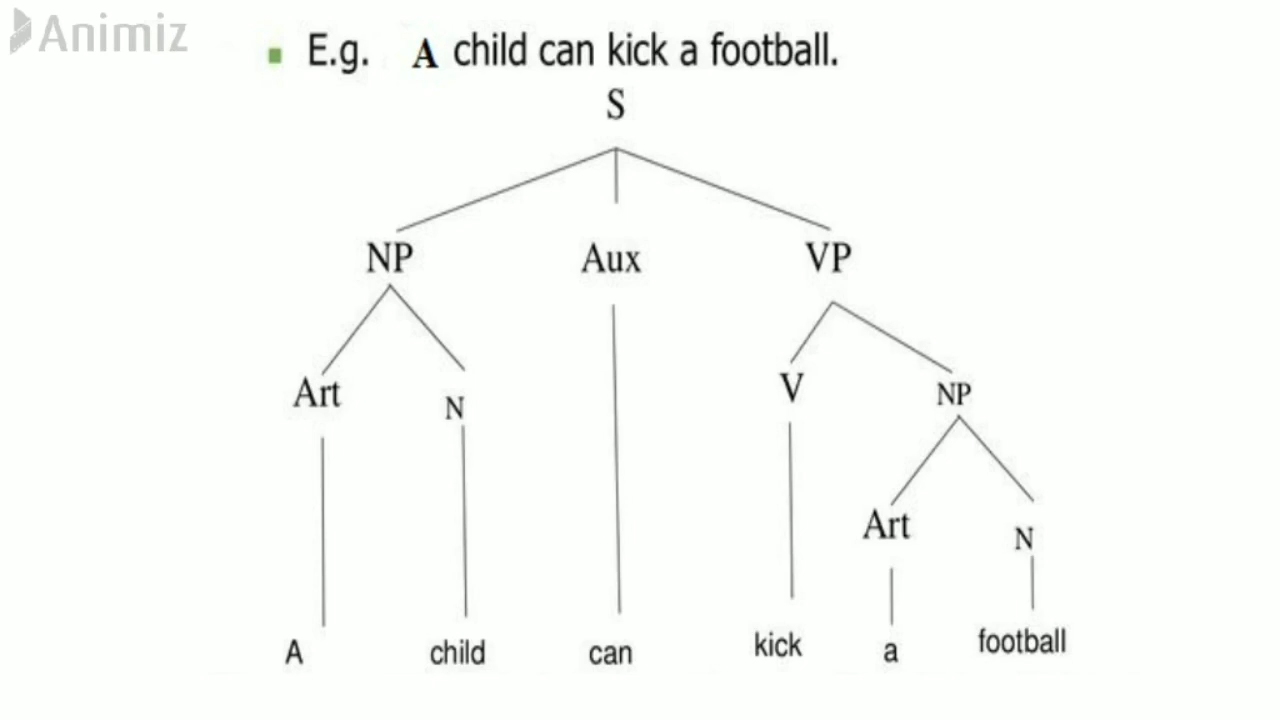 Animiz
E.g. A child can kick a football.
S
NP Aux VP
Art N V NP
Art N
A child can kick a football